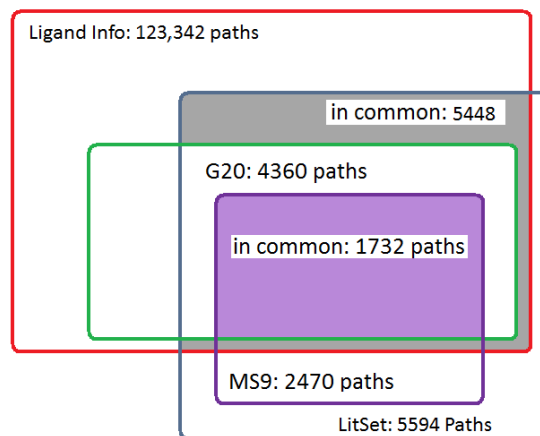 Ligand Info: 123,342 paths
in common: 5448
G20: 4360 paths
in common: 1732 paths
MS9: 2470 paths
LitSet: 5594 Paths